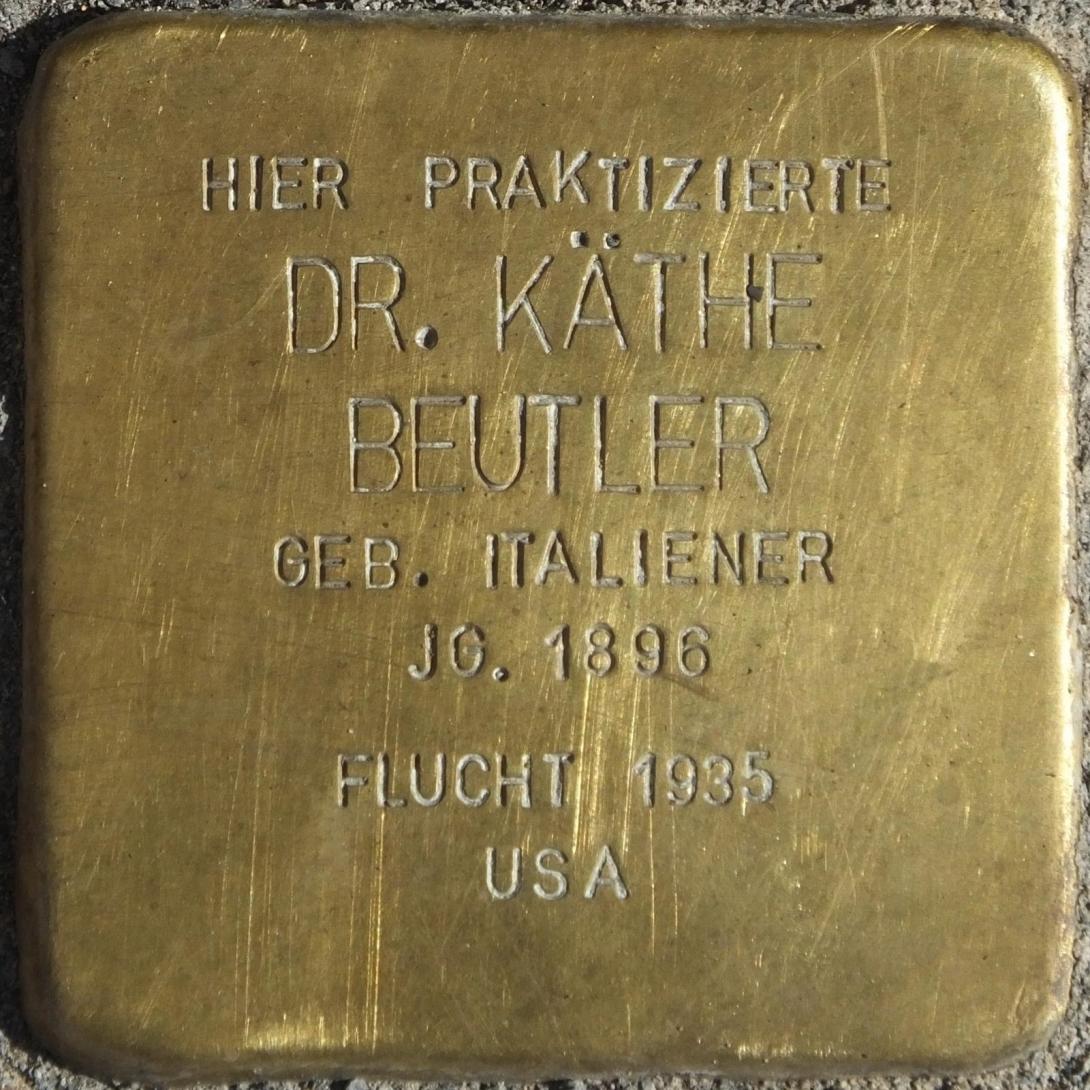 HIER PRAKTIZIERTE
DR. KÄTHE
BEUTLER
GEB. ITALIENER
JG. 1896
FLUCHT 1935
USA